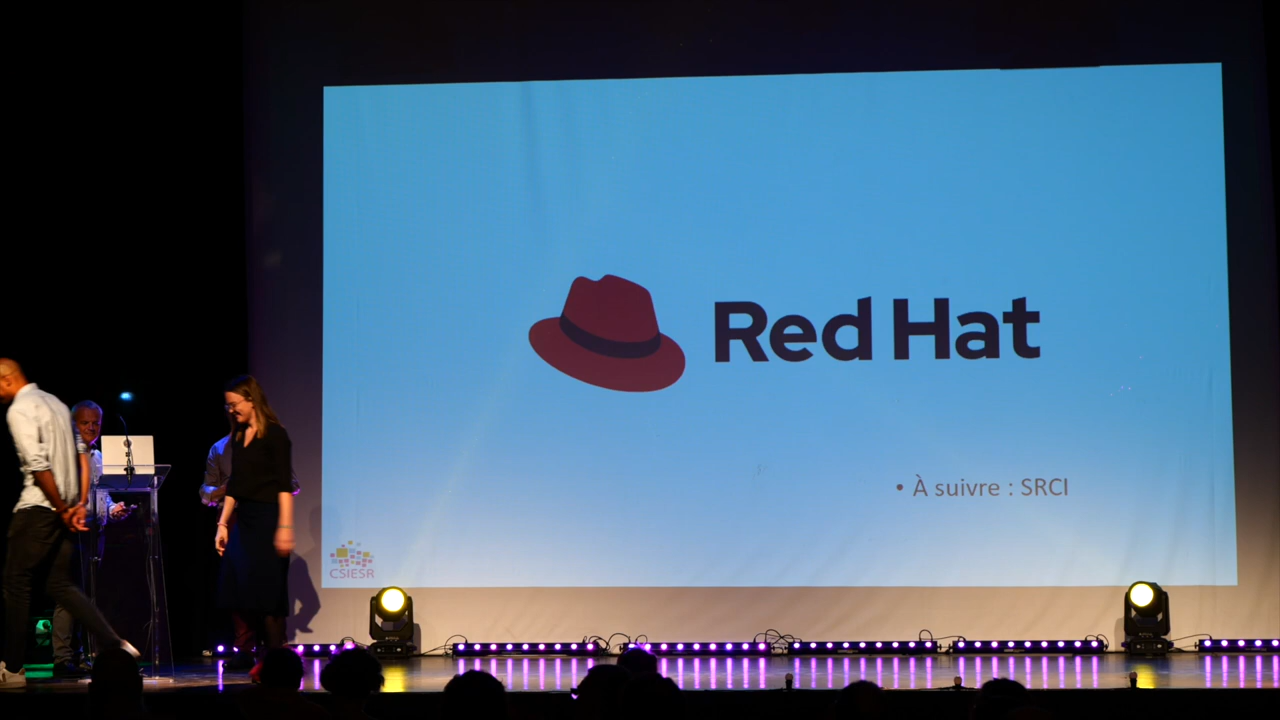 Red Hat
• À suivre : SRCI
CSIESR